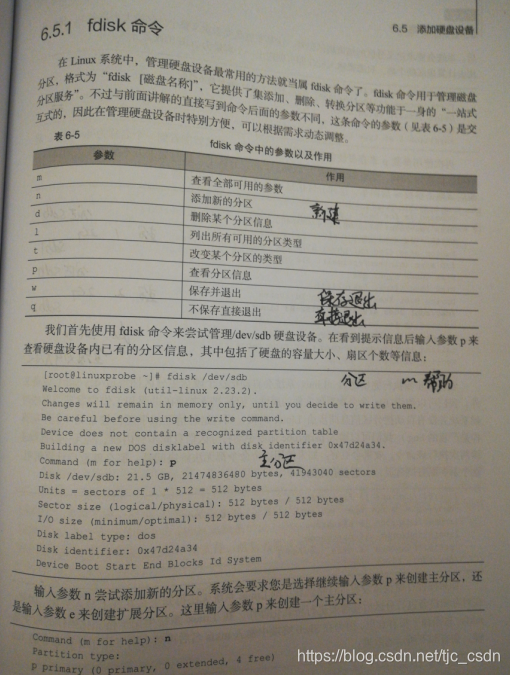 6.5 添加硬盘设备
6.5.1 fdisk 命令
在 Linux 系统中，管理硬盘设备最常用的方法就当属 fdisk 命令了。fdisk 命令用于管理磁盘
分区，格式为“fdisk [磁盘名称]”，它提供了集添加、删除、转换分区等功能于一身的“一站式
分区服务”。不过与前面讲解的直接写到命令后面的参数不同，这条命令的参数（见表 6-5）是交
互式的，因此在管理硬盘设备时特别方便，可以根据需求动态调整。
表 6-5 fdisk 命令中的参数以及作用
参数 作用
m 查看全部可用的参数
n 添加新的分区 新建
d 删除某个分区信息
l 列出所有可用的分区类型
t 改变某个分区的类型
p 查看分区信息
w 保存并退出 保存退出
q 不保存直接退出 直接退出
我们首先使用 fdisk 命令来尝试管理/dev/sdb 硬盘设备。在看到提示信息后输入参数 p 来
查看硬盘设备内已有的分区信息，其中包括了硬盘的容量大小、扇区个数等信息：
[root@linuxprobe ~]# fdisk /dev/sdb 分区 m 帮助
Welcome to fdisk (util-linux 2.23.2).
Changes will remain in memory only, until you decide to write them.
Be careful before using the write command.
Device does not contain a recognized partition table
Building a new DOS disklabel with disk identifier 0x47d24a34.
Command (m for help): p 主分区
Disk /dev/sdb: 21.5 GB, 21474836480 bytes, 41943040 sectors
Units = sectors of 1 * 512 = 512 bytes
Sector size (logical/physical): 512 bytes / 512 bytes
I/O size (minimum/optimal): 512 bytes / 512 bytes
Disk label type: dos
Disk identifier: 0x47d24a34
Device Boot Start End Blocks Id System
输入参数 n 尝试添加新的分区。系统会要求您是选择继续输入参数 p 来创建主分区，还
是输入参数 e 来创建扩展分区。这里输入参数 p 来创建一个主分区：
Command (m for help): n
Partition type:
p primary (0 primary, 0 extended, 4 free)
https://blog.csdn.net/tjc_csdn